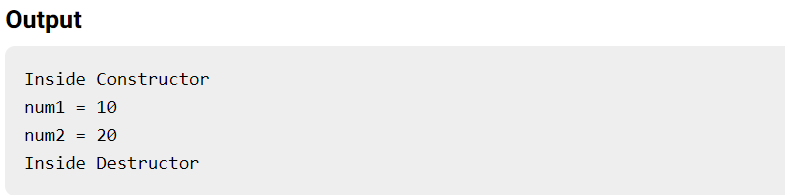 Output
Inside Constructor
num1 = 10
num2 = 20
Inside Destructor